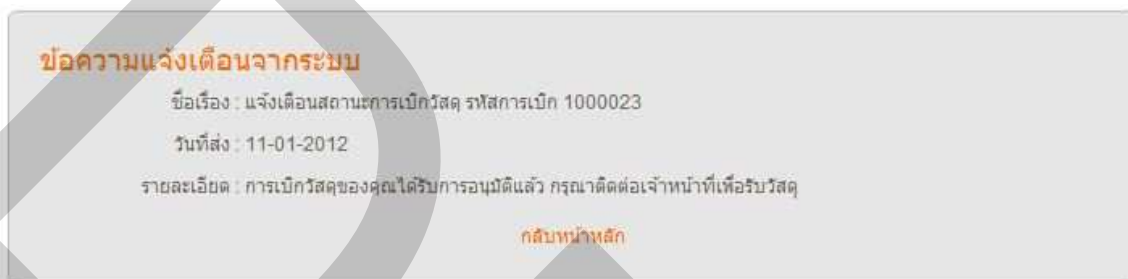 ข้อความแจ้งเตือนจากระบบ
ชื่อเรื่อง : แจ้งเตือนสถานะการเบิกวัสดุ รหัสการเบิก 1000023
วันที่ส่ง : 11-01-2012
รายละเอียด : การเบิกวัสดุของคุณได้รับการอนุมัติแล้ว กรุณาติดต่อเจ้าหน้าที่เพื่อรับวัสดุ
กลับหน้าหลัก